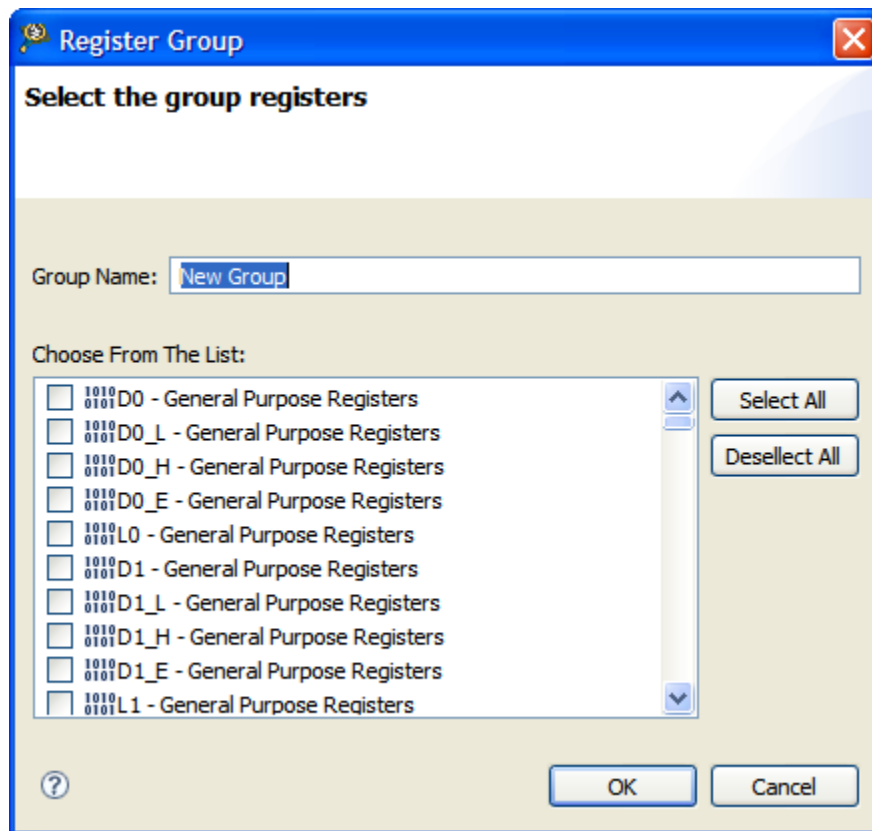 Register Group
Select the group registers
Group Name: New Group
Choose From The List:
D0 - General Purpose Registers
D0_L - General Purpose Registers
D0_H - General Purpose Registers
D0_E - General Purpose Registers
L0 - General Purpose Registers
D1 - General Purpose Registers
D1_L - General Purpose Registers
D1_H - General Purpose Registers
D1_E - General Purpose Registers
L1 - General Purpose Registers
Select All
Desellect All
?
OK
Cancel